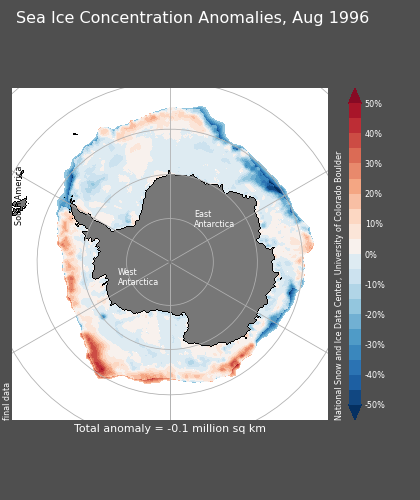 Sea Ice Concentration Anomalies, Aug 1996
South America
East
Antarctica
West
Antarctica
final data
National Snow and Ice Data Center, University of Colorado Boulder
50%
40%
30%
20%
10%
0%
-10%
-20%
-30%
-40%
-50%
Total anomaly = -0.1 million sq km